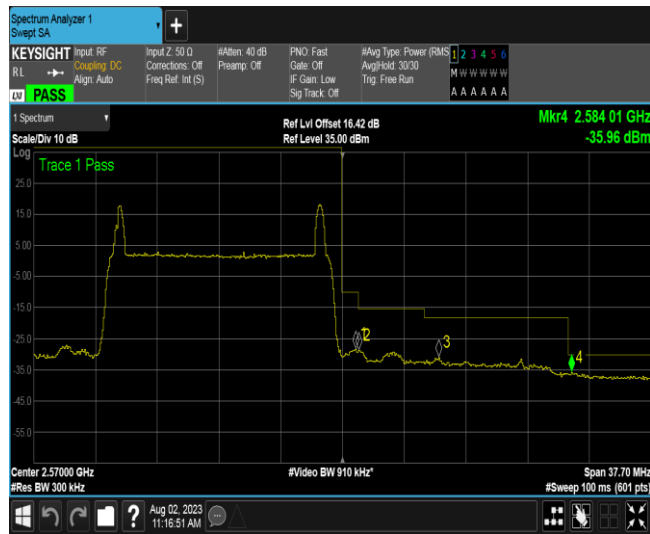 Spectrum Analyzer 1
Swept SA
+
KEYSIGHT Input: RF Input Z: 50 Ω #Atten: 40 dB PNO: Fast #Avg Type: Power (RMS 1 2 3 4 5 6
RL Coupling: DC Corrections: Off Preamp: Off Gate: Off Avg|Hold: 30/30 M W W W W W
Align: Auto Freq Ref: Int (S) IF Gain: Low Trig: Free Run
LXI PASS Sig Track: Off A A A A A A
1 Spectrum Ref Lvl Offset 16.42 dB Mkr4 2.584 01 GHz
Scale/Div 10 dB Ref Level 35.00 dBm -35.96 dBm
Log
Trace 1 Pass
25.0
15.0
5.00
-5.00
-15.0
-25.0 1 2 3
-35.0 4
-45.0
-55.0
Center 2.57000 GHz #Video BW 910 kHz* Span 37.70 MHz
#Res BW 300 kHz #Sweep 100 ms (601 pts)
? Aug 02, 2023
11:16:51 AM